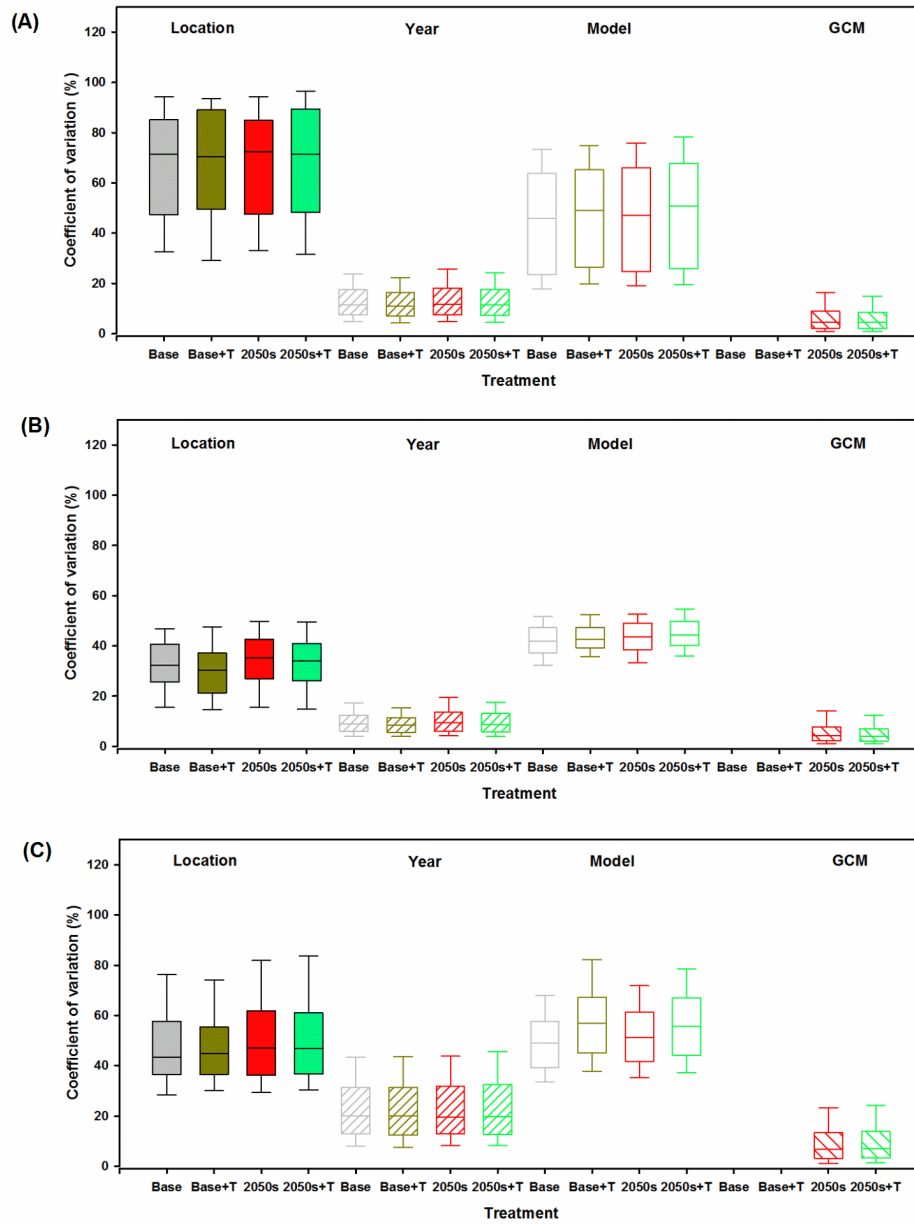 (A)
Location Year Model GCM
Coefficient of variation (%)
120
100
80
60
40
20
0
Base Base+T 2050s 2050s+T Base Base+T 2050s 2050s+T Base Base+T 2050s 2050s+T Base Base+T 2050s 2050s+T
Treatment
(B)
Location Year Model GCM
Coefficient of variation (%)
120
100
80
60
40
20
0
Base Base+T 2050s 2050s+T Base Base+T 2050s 2050s+T Base Base+T 2050s 2050s+T Base Base+T 2050s 2050s+T
Treatment
(C)
Location Year Model GCM
Coefficient of variation (%)
120
100
80
60
40
20
0
Base Base+T 2050s 2050s+T Base Base+T 2050s 2050s+T Base Base+T 2050s 2050s+T Base Base+T 2050s 2050s+T
Treatment